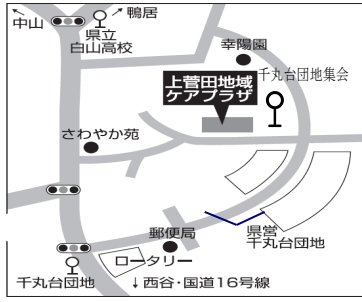 中山
鴨居
県立
白山高校
幸陽園
千丸台団地集会
上菅田地域
ケアプラザ
さわやか苑
郵便局
県営
千丸台団地
ロータリー
千丸台団地
↓西谷・国道16号線